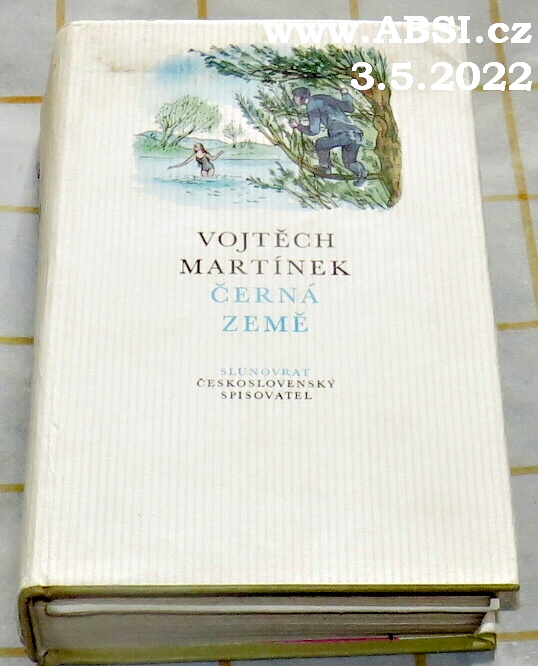 www.ABSI.cz
3.5.2022
VOJTĚCH
MARTÍNEK
ČERNÁ
ZEMĚ
SLUNOVRAT
ČESKOSLOVENSKÝ
SPISOVATEL